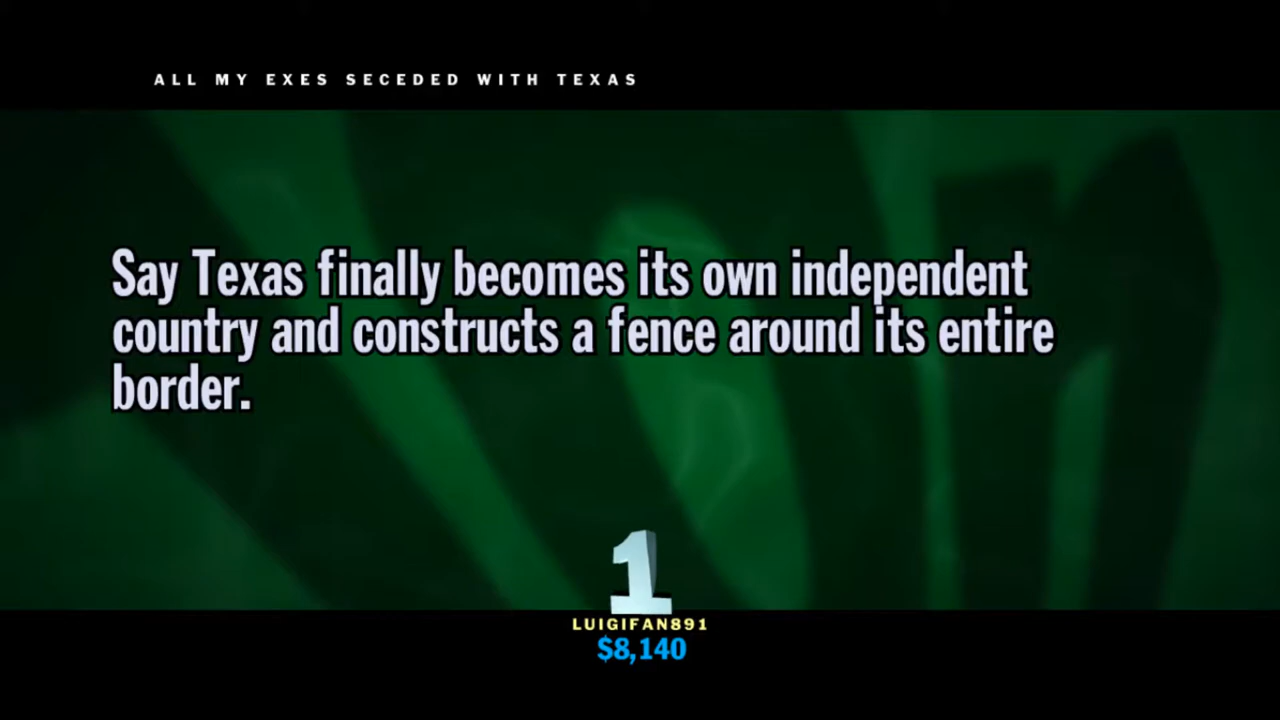 ALL MY EXES SECEDED WITH TEXAS
Say Texas finally becomes its own independent
country and constructs a fence around its entire
border.
1
LUIGIFAN891
$8,140